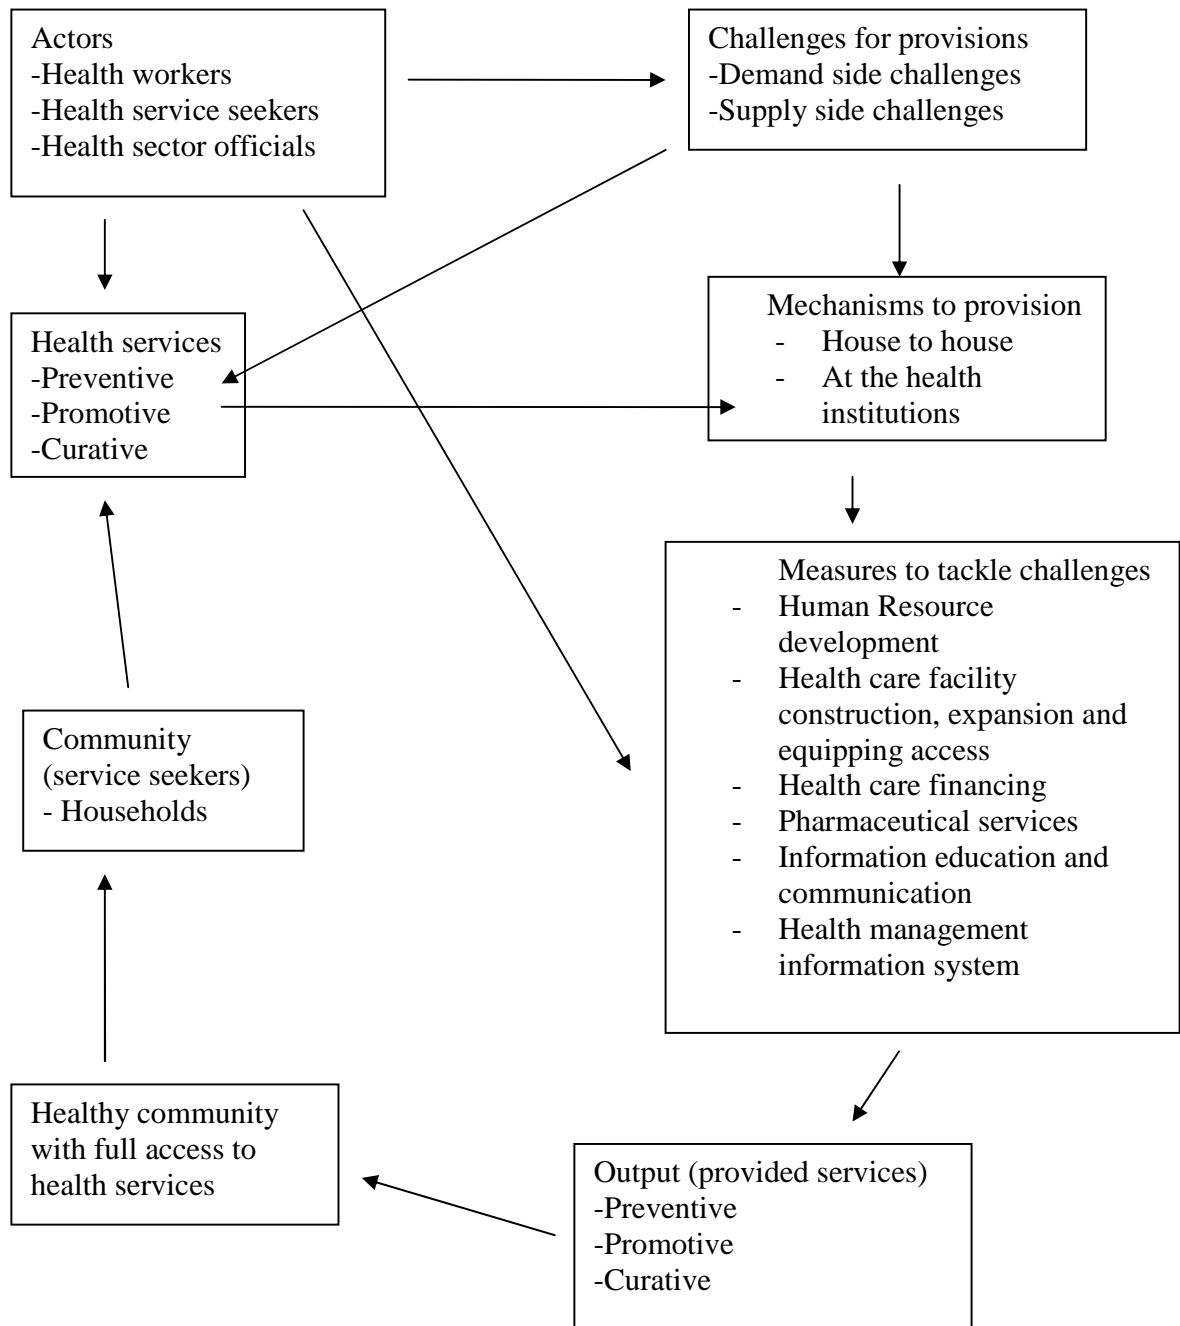 Actors
-Health workers
-Health service seekers
-Health sector officials
Challenges for provisions
-Demand side challenges
-Supply side challenges
Health services
-Preventive
-Promotive
-Curative
Mechanisms to provision
- House to house
- At the health
institutions
Measures to tackle challenges
- Human Resource
development
- Health care facility
construction, expansion and
equipping access
- Health care financing
- Pharmaceutical services
- Information education and
communication
- Health management
information system
Community
(service seekers)
- Households
Healthy community
with full access to
health services
Output (provided services)
-Preventive
-Promotive
-Curative